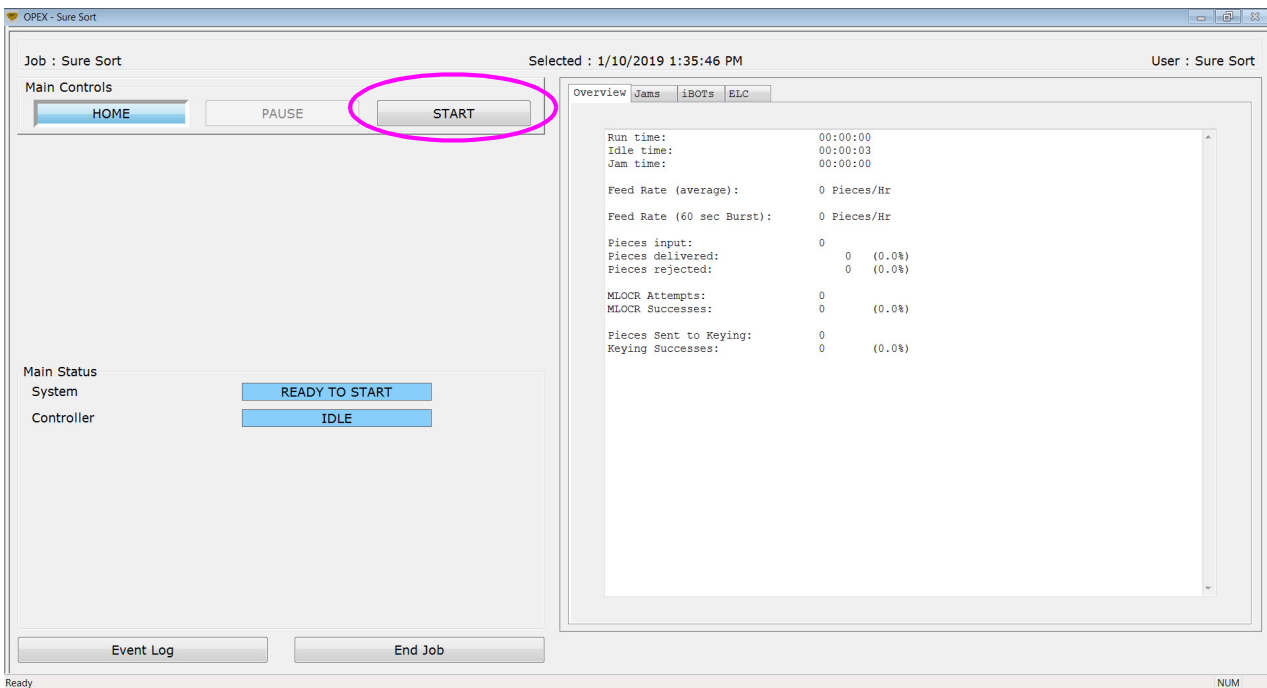 OPEX - Sure Sort
Job : Sure Sort
Selected : 1/10/2019 1:35:46 PM
User : Sure Sort
Main Controls
HOME
PAUSE
START
Overview Jams iBOTs ELC
Run time: 00:00:00
Idle time: 00:00:03
Jam time: 00:00:00
Feed Rate (average): 0 Pieces/Hr
Feed Rate (60 sec Burst): 0 Pieces/Hr
Pieces input: 0
Pieces delivered: 0 (0.0%)
Pieces rejected: 0 (0.0%)
MLOCR Attempts: 0
MLOCR Successes: 0 (0.0%)
Pieces Sent to Keying: 0
Keying Successes: 0 (0.0%)
Main Status
System READY TO START
Controller IDLE
Event Log
End Job
Ready
NUM